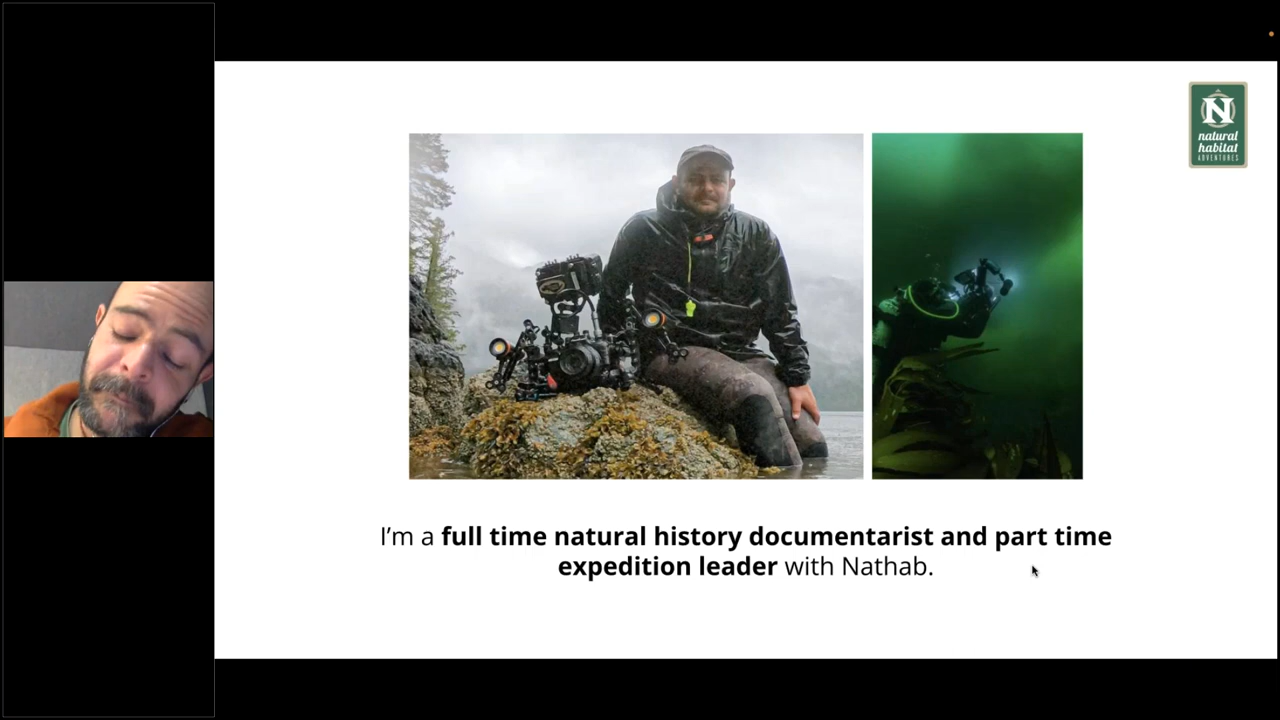 N
natural
habitat
ADVENTURES
I’m a full time natural history documentarist and part time
expedition leader with Nathab.